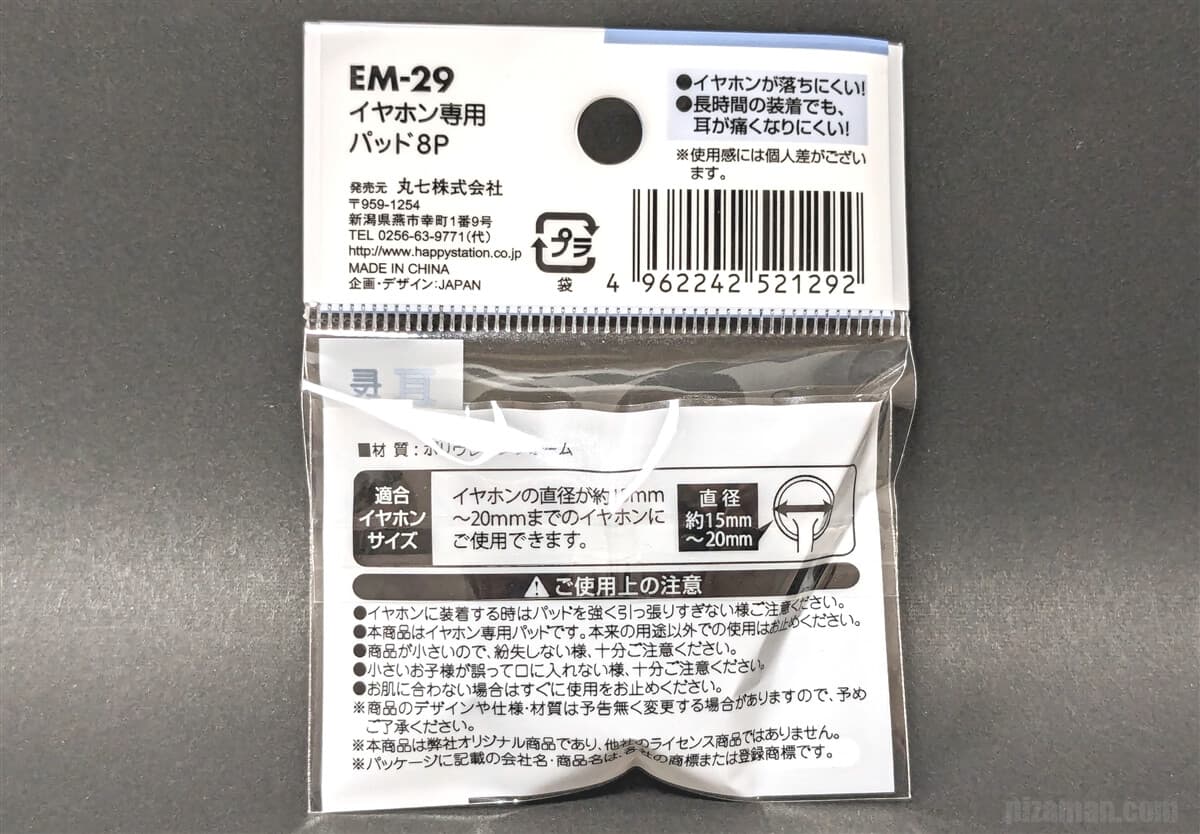 EM-29
イヤホン専用
パッド8P
発売元 丸七株式会社
〒959-1254
新潟県燕市幸町1番9号
TEL 0256-63-9771(代)
http://www.happystation.co.jp
MADE IN CHINA
企画・デザイン:JAPAN
●イヤホンが落ちにくい!
●長時間の装着でも、
耳が痛くなりにくい!
※使用感には個人差がござい
ます。
プラ
袋
4 962242 521292
■材 質:ポリウレ ォーム
適合
イヤホン
サイズ
イヤホンの直径が約15mm
〜20mmまでのイヤホンに
ご使用できます。
直径
約15mm
〜20mm
ご使用上の注意
●イヤホンに装着する時はパッドを強く引っ張りすぎない様ご注意ください。
●本商品はイヤホン専用パッドです。本来の用途以外での使用はお止めください。
●商品が小さいので、紛失しない様、十分ご注意ください。
●小さいお子様が誤って口に入れない様、十分ご注意ください。
●お肌に合わない場合はすぐに使用をお止めください。
※商品のデザインや仕様・材質は予告無く変更する場合がありますので、予め
ご了承ください。
※本商品は弊社オリジナル商品であり、他社のライセンス商品ではありません。
※パッケージに記載の会社名・商品名は、各社の商標または登録商標です。
nizaman.com